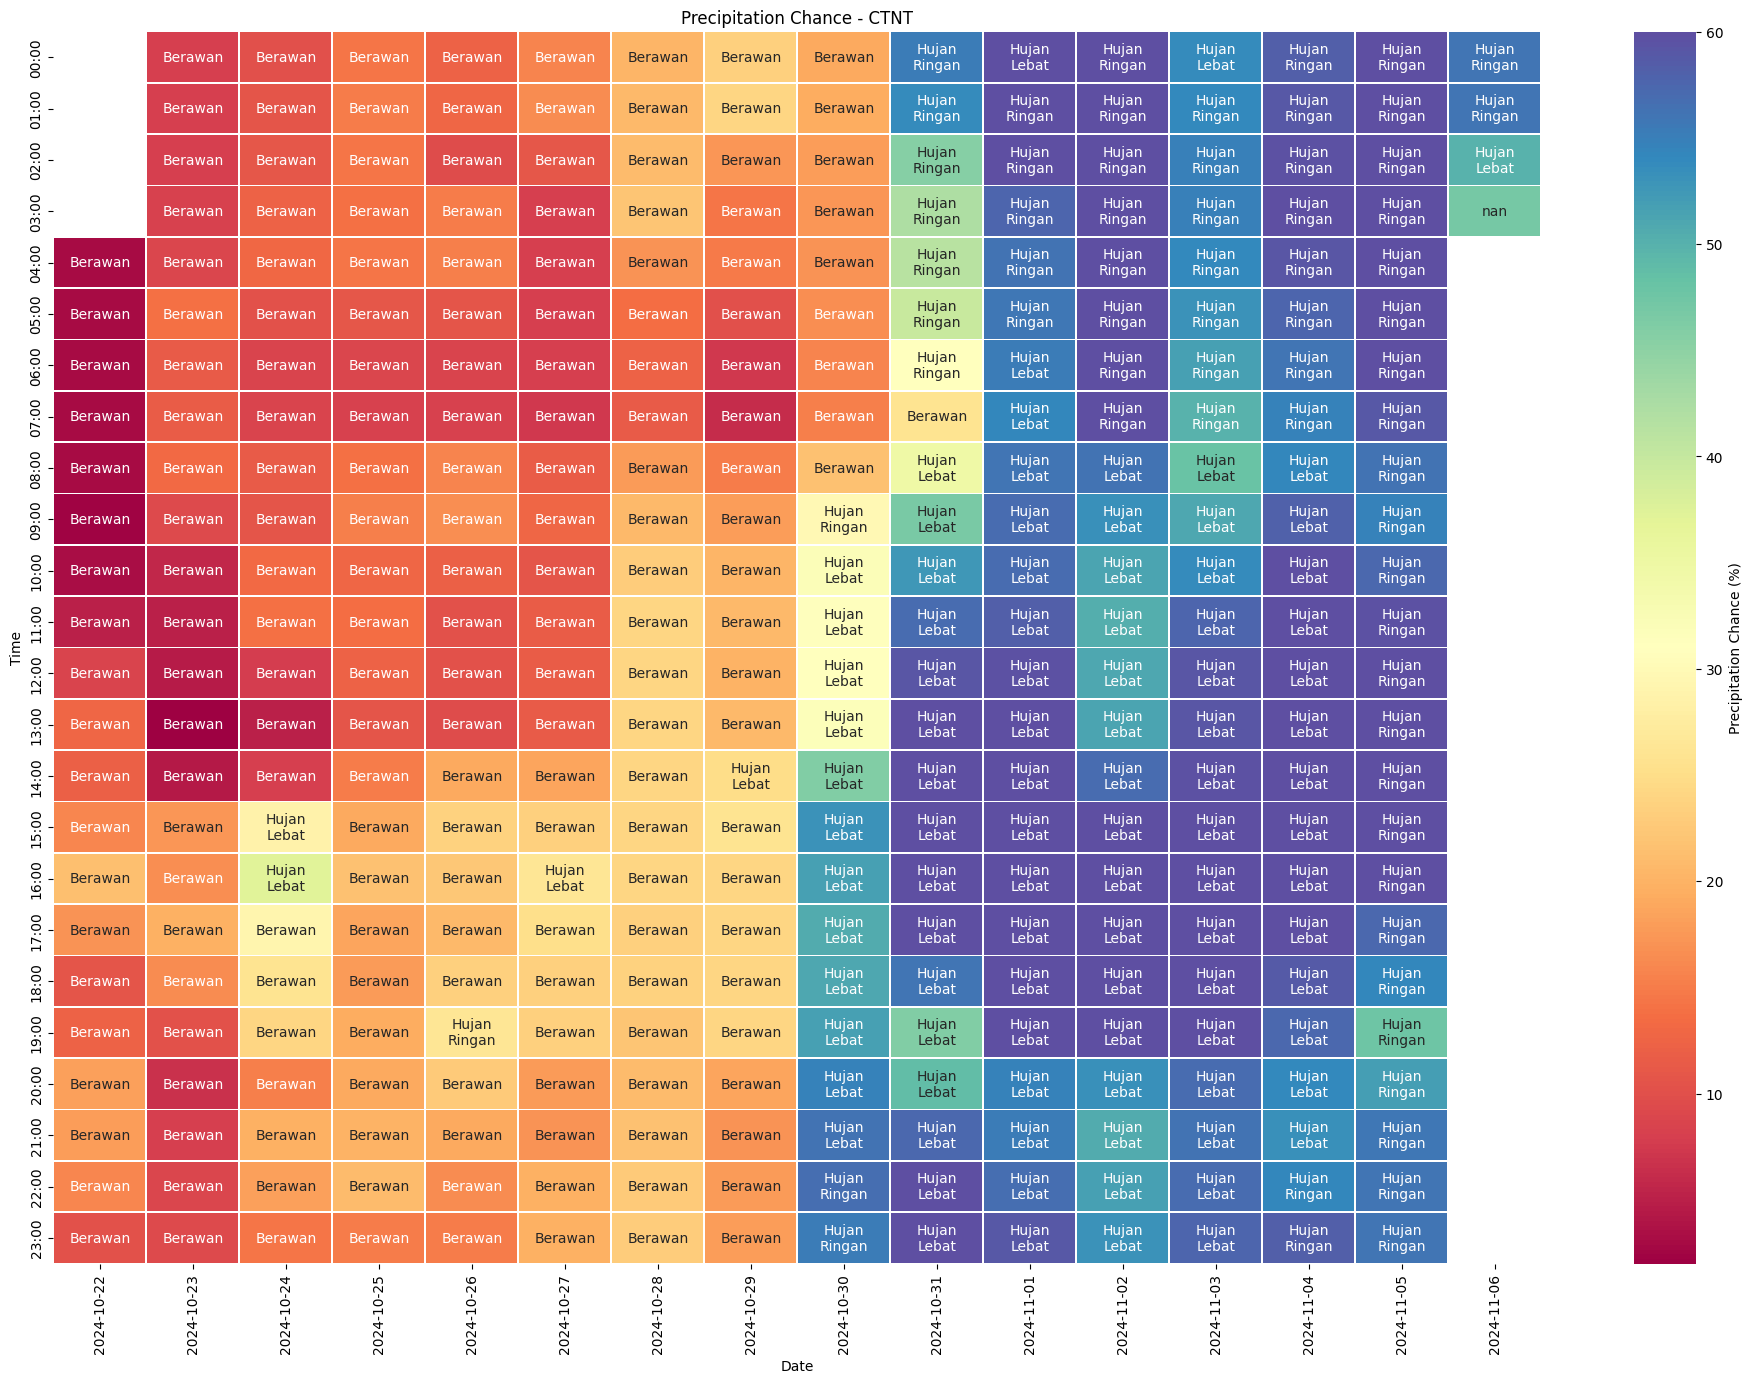 Precipitation Chance - CTNT
00:00 Berawan Berawan Berawan Berawan Berawan Berawan Berawan Berawan Hujan Ringan Hujan Lebat Hujan Ringan Hujan Lebat Hujan Ringan Hujan Ringan Hujan Ringan
01:00 Berawan Berawan Berawan Berawan Berawan Berawan Berawan Berawan Hujan Ringan Hujan Ringan Hujan Ringan Hujan Ringan Hujan Ringan Hujan Ringan Hujan Ringan
02:00 Berawan Berawan Berawan Berawan Berawan Berawan Berawan Berawan Hujan Ringan Hujan Ringan Hujan Ringan Hujan Ringan Hujan Ringan Hujan Ringan Hujan Lebat
03:00 Berawan Berawan Berawan Berawan Berawan Berawan Berawan Berawan Hujan Ringan Hujan Ringan Hujan Ringan Hujan Ringan Hujan Ringan Hujan Ringan nan
04:00 Berawan Berawan Berawan Berawan Berawan Berawan Berawan Berawan Berawan Hujan Ringan Hujan Ringan Hujan Ringan Hujan Ringan Hujan Ringan Hujan Ringan
05:00 Berawan Berawan Berawan Berawan Berawan Berawan Berawan Berawan Berawan Hujan Ringan Hujan Ringan Hujan Ringan Hujan Ringan Hujan Ringan Hujan Ringan
06:00 Berawan Berawan Berawan Berawan Berawan Berawan Berawan Berawan Berawan Hujan Ringan Hujan Lebat Hujan Ringan Hujan Ringan Hujan Ringan Hujan Ringan
07:00 Berawan Berawan Berawan Berawan Berawan Berawan Berawan Berawan Berawan Berawan Hujan Lebat Hujan Ringan Hujan Ringan Hujan Ringan Hujan Ringan
08:00 Berawan Berawan Berawan Berawan Berawan Berawan Berawan Berawan Berawan Hujan Lebat Hujan Lebat Hujan Lebat Hujan Lebat Hujan Lebat Hujan Ringan
09:00 Berawan Berawan Berawan Berawan Berawan Berawan Berawan Berawan Hujan Ringan Hujan Lebat Hujan Lebat Hujan Lebat Hujan Lebat Hujan Lebat Hujan Ringan
10:00 Berawan Berawan Berawan Berawan Berawan Berawan Berawan Berawan Hujan Lebat Hujan Lebat Hujan Lebat Hujan Lebat Hujan Lebat Hujan Lebat Hujan Ringan
11:00 Berawan Berawan Berawan Berawan Berawan Berawan Berawan Berawan Hujan Lebat Hujan Lebat Hujan Lebat Hujan Lebat Hujan Lebat Hujan Lebat Hujan Ringan
12:00 Berawan Berawan Berawan Berawan Berawan Berawan Berawan Berawan Hujan Lebat Hujan Lebat Hujan Lebat Hujan Lebat Hujan Lebat Hujan Lebat Hujan Ringan
13:00 Berawan Berawan Berawan Berawan Berawan Berawan Berawan Berawan Hujan Lebat Hujan Lebat Hujan Lebat Hujan Lebat Hujan Lebat Hujan Lebat Hujan Ringan
14:00 Berawan Berawan Berawan Berawan Berawan Berawan Berawan Hujan Lebat Hujan Lebat Hujan Lebat Hujan Lebat Hujan Lebat Hujan Lebat Hujan Lebat Hujan Ringan
15:00 Berawan Berawan Hujan Lebat Berawan Berawan Berawan Berawan Berawan Hujan Lebat Hujan Lebat Hujan Lebat Hujan Lebat Hujan Lebat Hujan Lebat Hujan Ringan
16:00 Berawan Berawan Hujan Lebat Berawan Berawan Hujan Lebat Berawan Berawan Hujan Lebat Hujan Lebat Hujan Lebat Hujan Lebat Hujan Lebat Hujan Lebat Hujan Ringan
17:00 Berawan Berawan Berawan Berawan Berawan Berawan Berawan Berawan Hujan Lebat Hujan Lebat Hujan Lebat Hujan Lebat Hujan Lebat Hujan Lebat Hujan Ringan
18:00 Berawan Berawan Berawan Berawan Berawan Berawan Berawan Berawan Hujan Lebat Hujan Lebat Hujan Lebat Hujan Lebat Hujan Lebat Hujan Lebat Hujan Ringan
19:00 Berawan Berawan Berawan Berawan Hujan Ringan Berawan Berawan Berawan Hujan Lebat Hujan Lebat Hujan Lebat Hujan Lebat Hujan Lebat Hujan Lebat Hujan Ringan
20:00 Berawan Berawan Berawan Berawan Berawan Berawan Berawan Berawan Hujan Lebat Hujan Lebat Hujan Lebat Hujan Lebat Hujan Lebat Hujan Lebat Hujan Ringan
21:00 Berawan Berawan Berawan Berawan Berawan Berawan Berawan Berawan Hujan Lebat Hujan Lebat Hujan Lebat Hujan Lebat Hujan Lebat Hujan Lebat Hujan Ringan
22:00 Berawan Berawan Berawan Berawan Berawan Berawan Berawan Berawan Hujan Ringan Hujan Lebat Hujan Lebat Hujan Lebat Hujan Lebat Hujan Ringan Hujan Ringan
23:00 Berawan Berawan Berawan Berawan Berawan Berawan Berawan Berawan Hujan Ringan Hujan Lebat Hujan Lebat Hujan Lebat Hujan Lebat Hujan Ringan Hujan Ringan
Time
2024-10-22 2024-10-23 2024-10-24 2024-10-25 2024-10-26 2024-10-27 2024-10-28 2024-10-29 2024-10-30 2024-10-31 2024-11-01 2024-11-02 2024-11-03 2024-11-04 2024-11-05 2024-11-06
Date
60
50
40
30
20
10
Precipitation Chance (%)